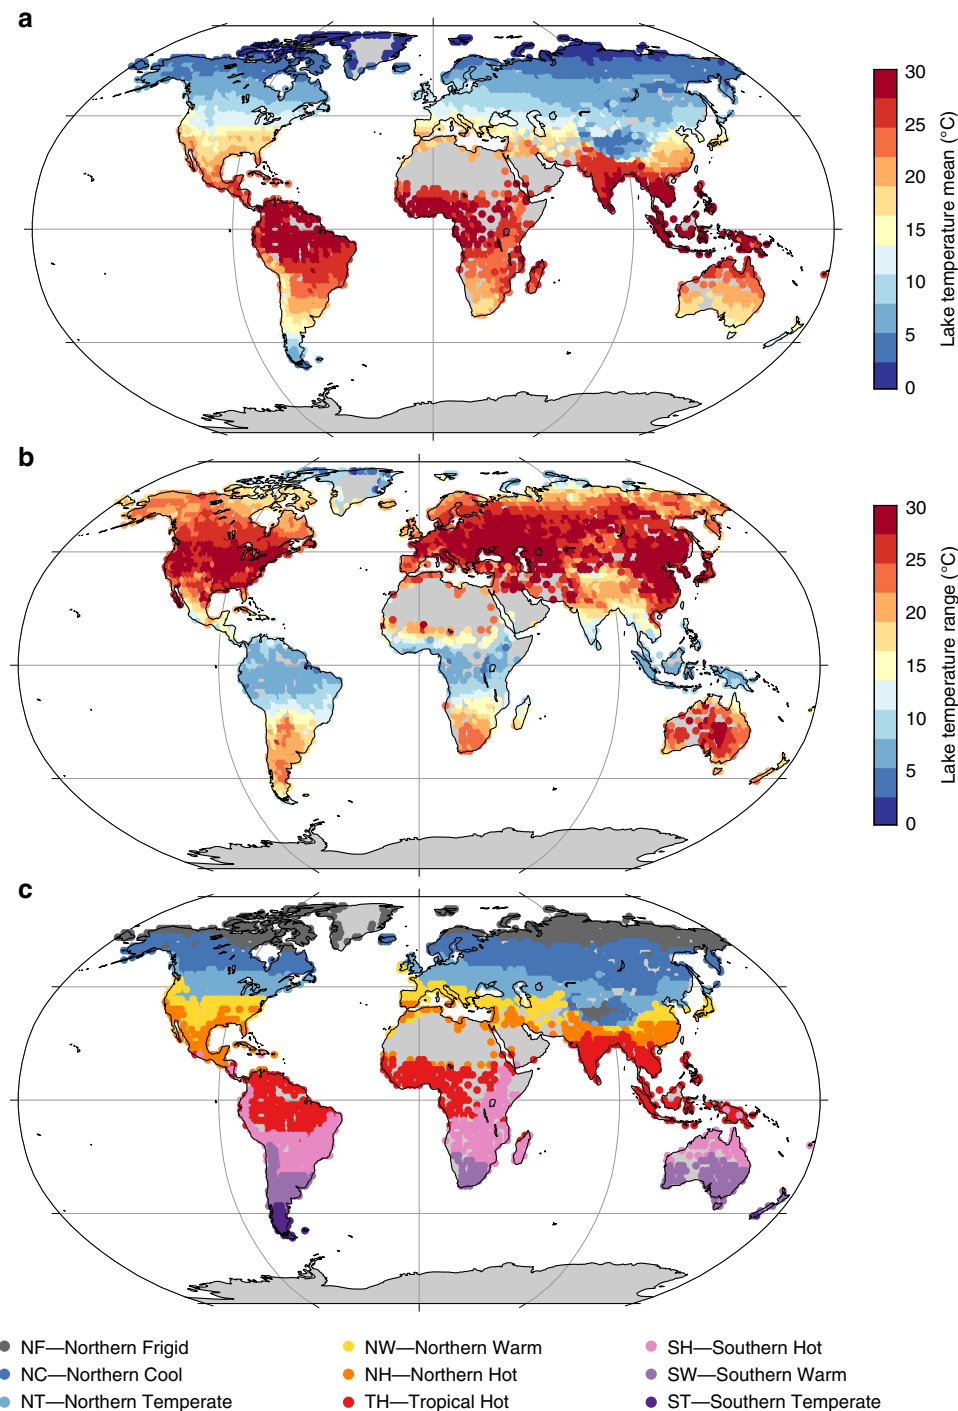 a
30
25
20
15
10
5
0
Lake temperature mean (°C)
b
30
25
20
15
10
5
0
Lake temperature range (°C)
c
NF—Northern Frigid
NC—Northern Cool
NT—Northern Temperate
NW—Northern Warm
NH—Northern Hot
TH—Tropical Hot
SH—Southern Hot
SW—Southern Warm
ST—Southern Temperate